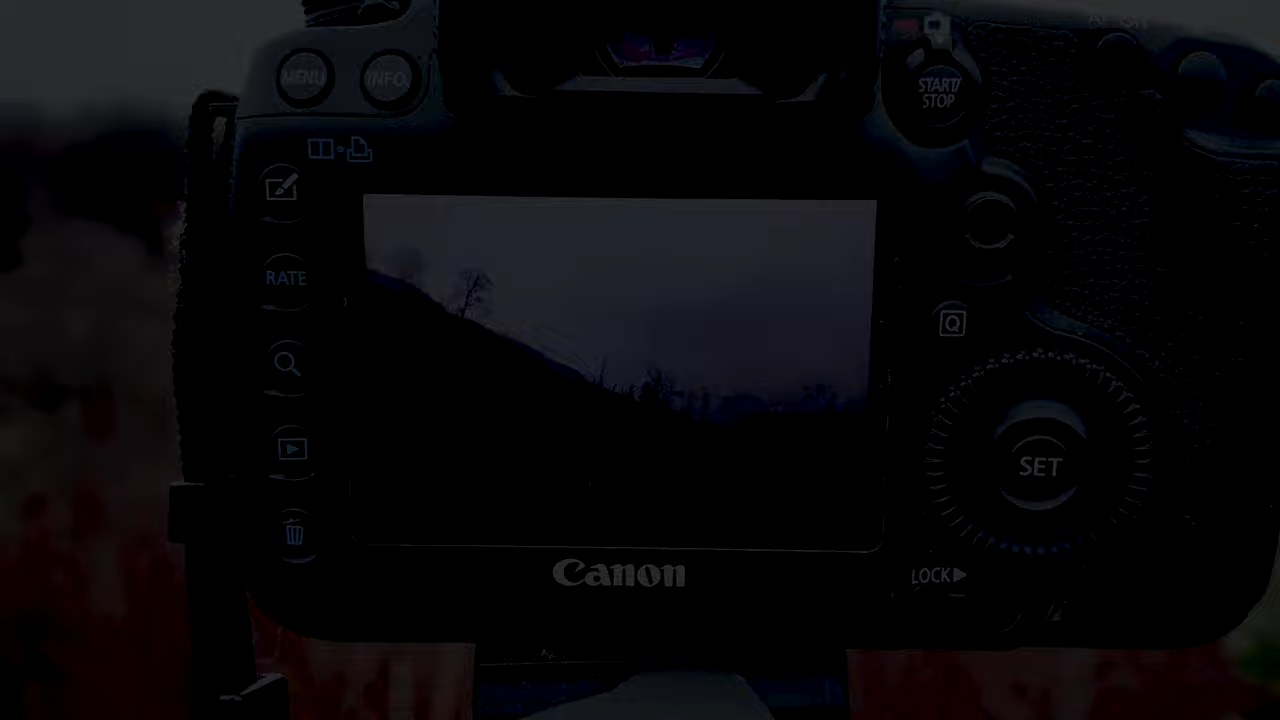 MENU
INFO.
START/
STOP
RATE
Q
SET
Canon
LOCK▶